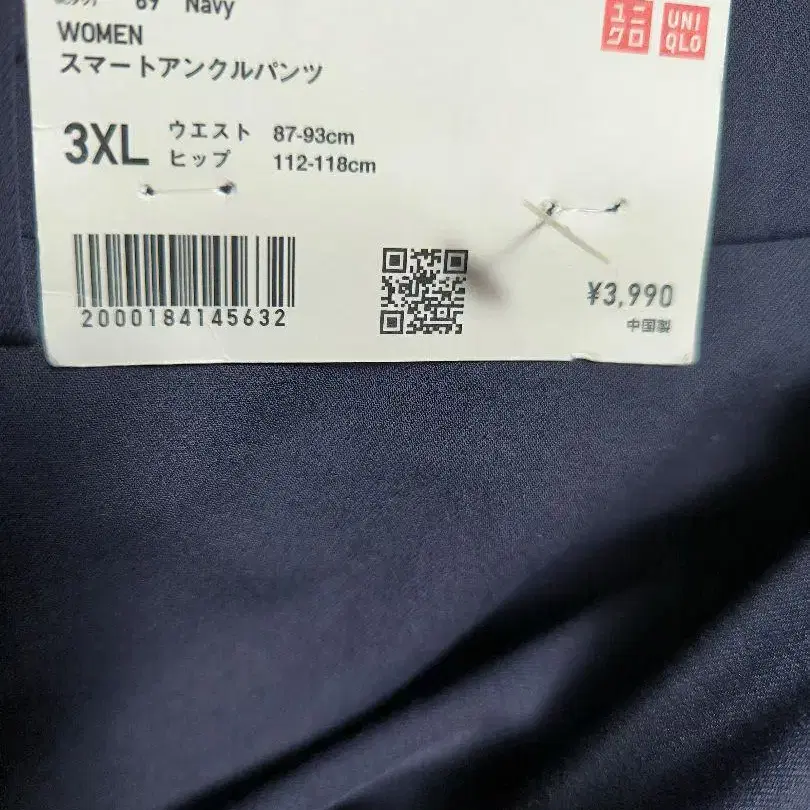 69 Navy
ユニクロ
UNIQLO
WOMEN
スマートアンクルパンツ
3XL
ウエスト 87-93cm
ヒップ 112-118cm
2000184145632
¥3,990
中国製